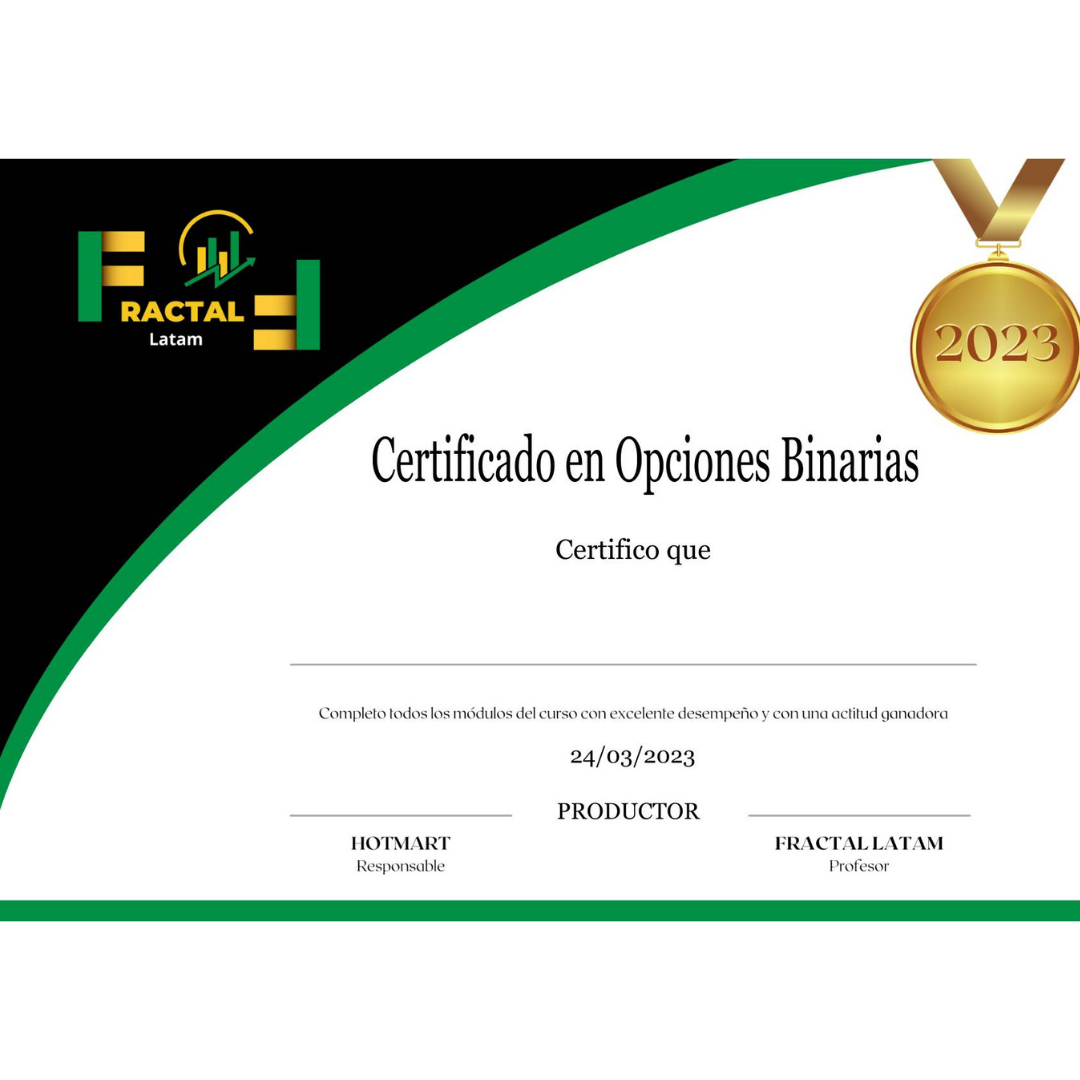 FRACTAL
Latam
2023
Certificado en Opciones Binarias
Certifico que
Completo todos los módulos del curso con excelente desempeño y con una actitud ganadora
24/03/2023
PRODUCTOR
HOTMART
Responsable
FRACTAL LATAM
Profesor